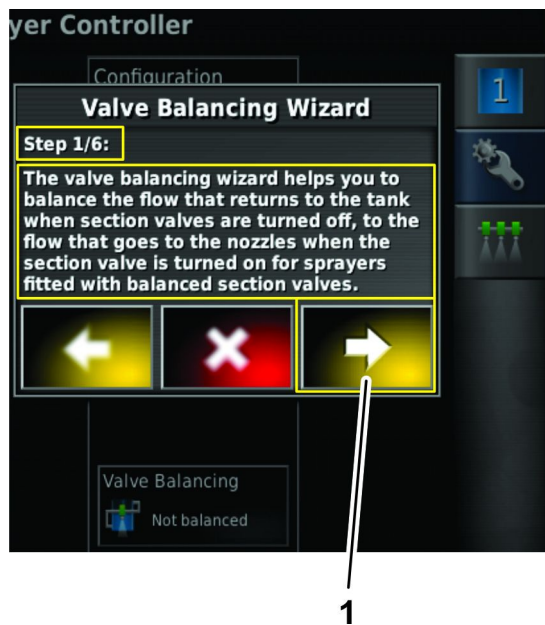 yer Controller
Configuration
1
Valve Balancing Wizard
Step 1/6:
The valve balancing wizard helps you to
balance the flow that returns to the tank
when section valves are turned off, to the
flow that goes to the nozzles when the
section valve is turned on for sprayers
fitted with balanced section valves.
Valve Balancing
Not balanced
1